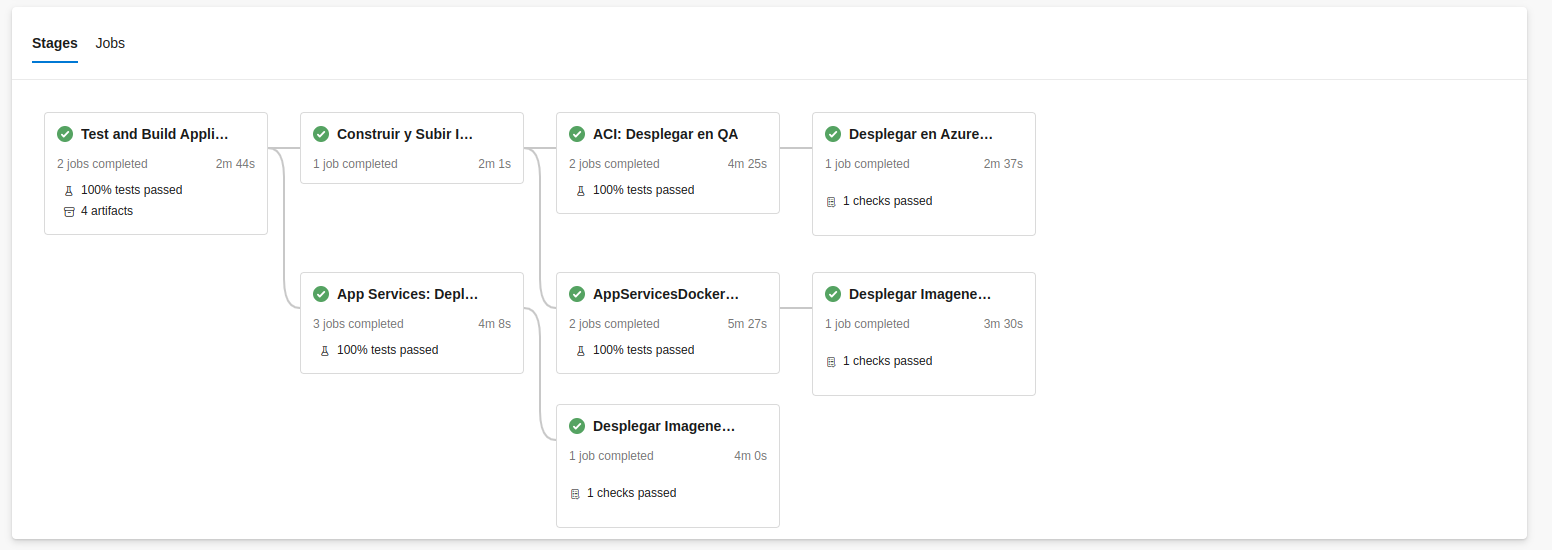 Stages Jobs
Test and Build Appli…
2 jobs completed 2m 44s
100% tests passed
4 artifacts
Construir y Subir I…
1 job completed 2m 1s
ACI: Desplegar en QA
2 jobs completed 4m 25s
100% tests passed
Desplegar en Azure…
1 job completed 2m 37s
1 checks passed
App Services: Depl…
3 jobs completed 4m 8s
100% tests passed
AppServicesDocker…
2 jobs completed 5m 27s
100% tests passed
Desplegar Imagene…
1 job completed 3m 30s
1 checks passed
Desplegar Imagene…
1 job completed 4m 0s
1 checks passed